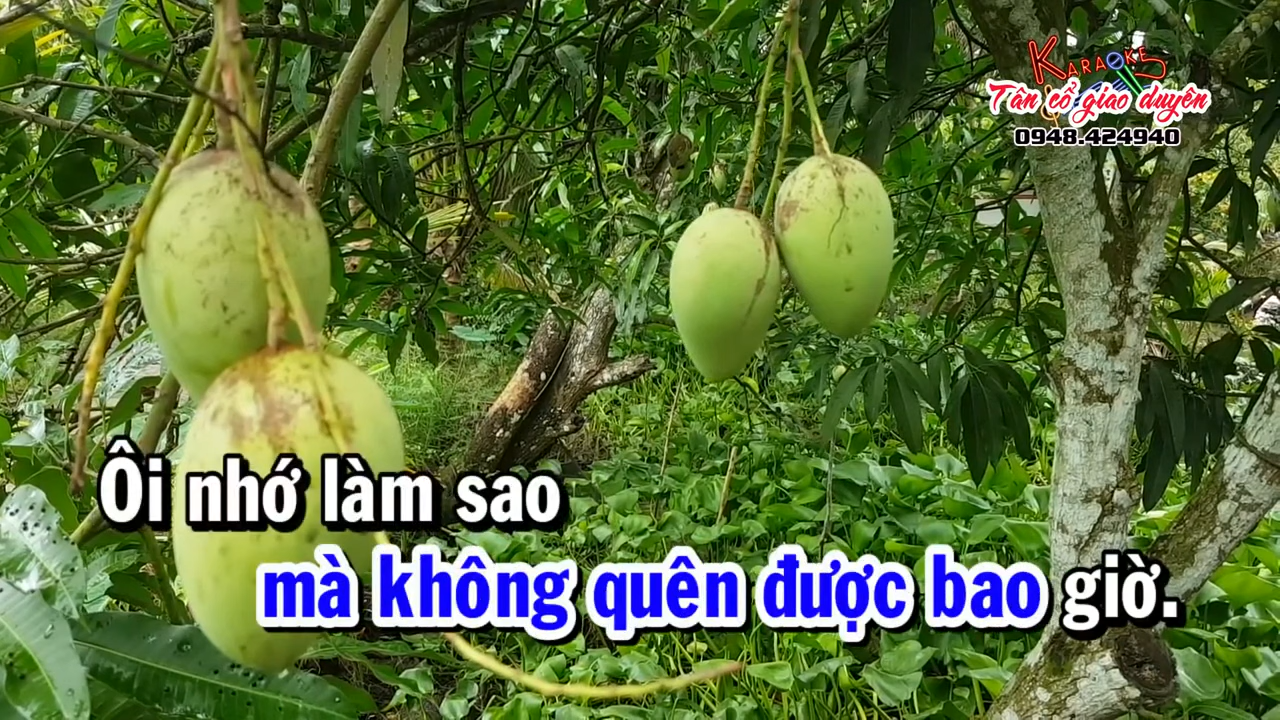 KARAOKE
Tân cổ giao duyên
0948.424940
Ôi nhớ làm sao
mà không quên được bao giờ.